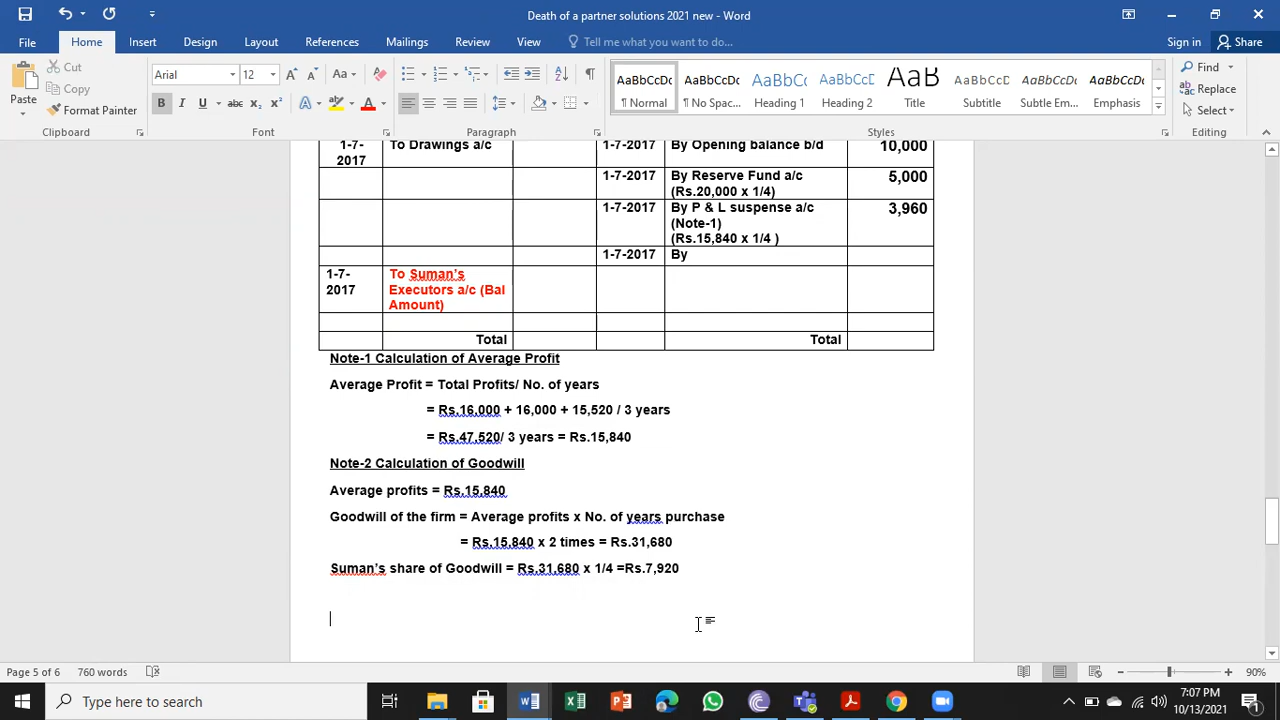 Death of a partner solutions 2021 new - Word
File Home Insert Design Layout References Mailings Review View Tell me what you want to do... Sign in Share
Paste Cut Copy Format Painter
Clipboard
Arial 12
Font
Paragraph
AaBbCcDc ¶ Normal
AaBbCcDc ¶ No Spac...
AaBbCc Heading 1
AaBbCcE Heading 2
AaB Title
AaBbCcD Subtitle
AaBbCcDc Subtle Em...
AaBbCcDc Emphasis
Styles
Find
Replace
Select
Editing
1-7-2017 To Drawings a/c 1-7-2017 By Opening balance b/d 10,000
1-7-2017 By Reserve Fund a/c (Rs.20,000 x 1/4) 5,000
1-7-2017 By P & L suspense a/c (Note-1) (Rs.15,840 x 1/4 ) 3,960
1-7-2017 By
1-7-2017 To Suman's Executors a/c (Bal Amount)
Total Total
Note-1 Calculation of Average Profit
Average Profit = Total Profits/ No. of years
= Rs.16,000 + 16,000 + 15,520 / 3 years
= Rs.47,520/ 3 years = Rs.15,840
Note-2 Calculation of Goodwill
Average profits = Rs.15,840
Goodwill of the firm = Average profits x No. of years purchase
= Rs.15,840 x 2 times = Rs.31,680
Suman's share of Goodwill = Rs.31,680 x 1/4 =Rs.7,920
Page 5 of 6 760 words 90%
Type here to search 7:07 PM
10/13/2021